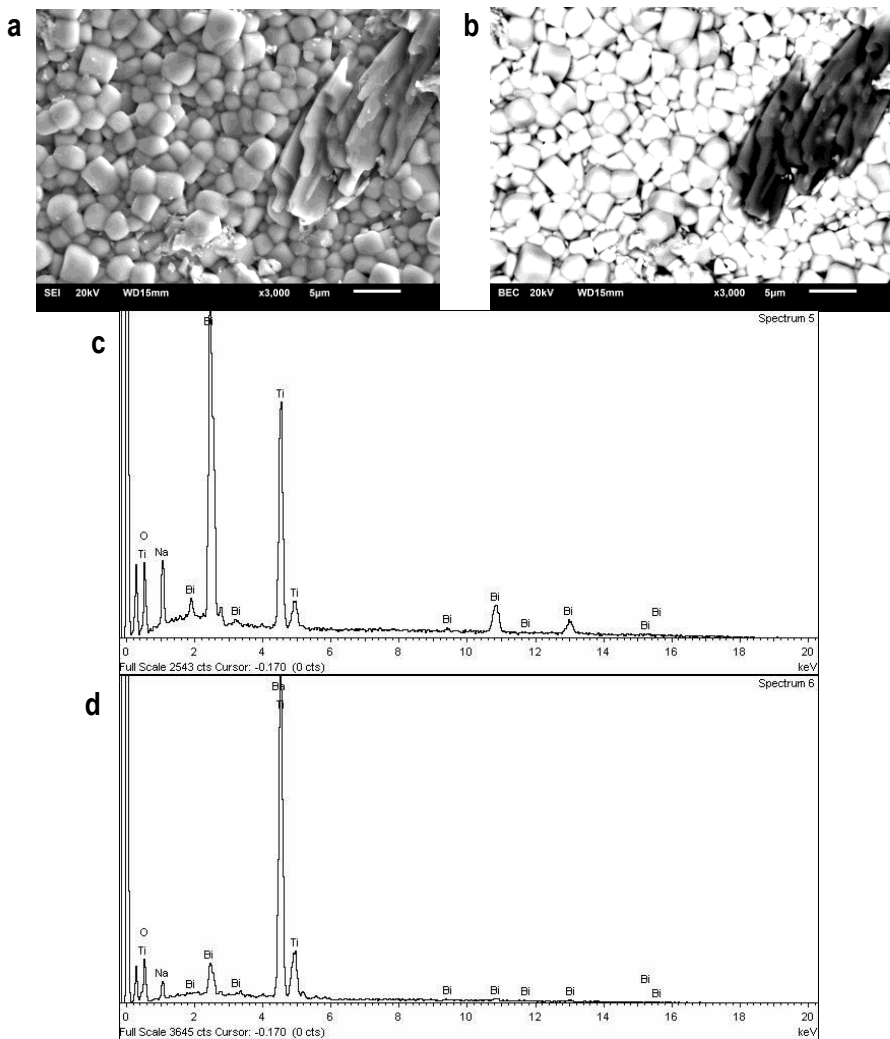 a
b
SEI 20kV WD15mm x3,000 5µm
BEC 20kV WD15mm x3,000 5µm
c
Spectrum 5
Bi
Ti
O
Ti Na
Bi
Bi
Ti
Bi
Bi
Bi
Bi
Bi
Bi
0 2 4 6 8 10 12 14 16 18 20
Full Scale 2543 cts Cursor: -0.170 (0 cts) keV
d
Spectrum 6
Ba
Ti
O
Ti
Na
Bi
Bi
Bi
Ti
Bi
Bi
Bi
Bi
Bi
Bi
0 2 4 6 8 10 12 14 16 18 20
Full Scale 3645 cts Cursor: -0.170 (0 cts) keV